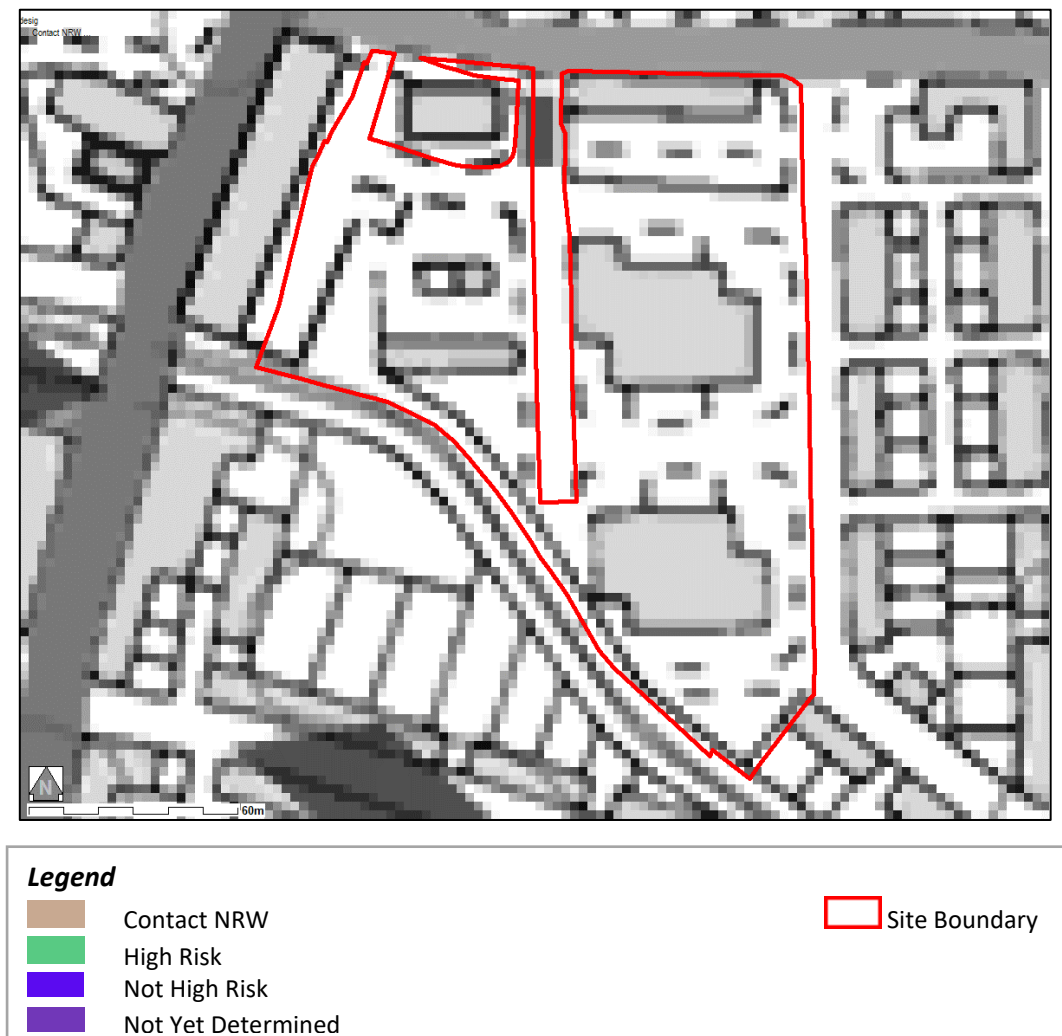 desig
Contact NRW ...
N
60m
Legend
Contact NRW
High Risk
Not High Risk
Not Yet Determined
Site Boundary